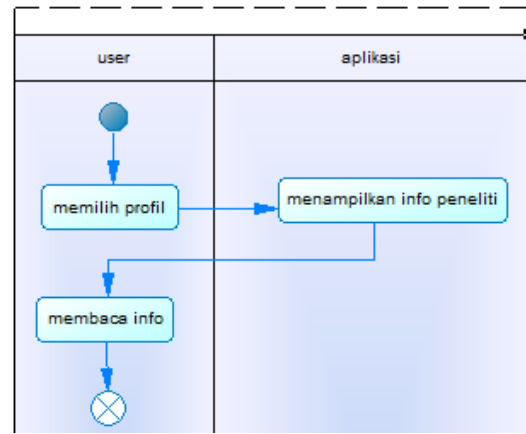 user
aplikasi
memilih profil
menampilkan info peneliti
membaca info